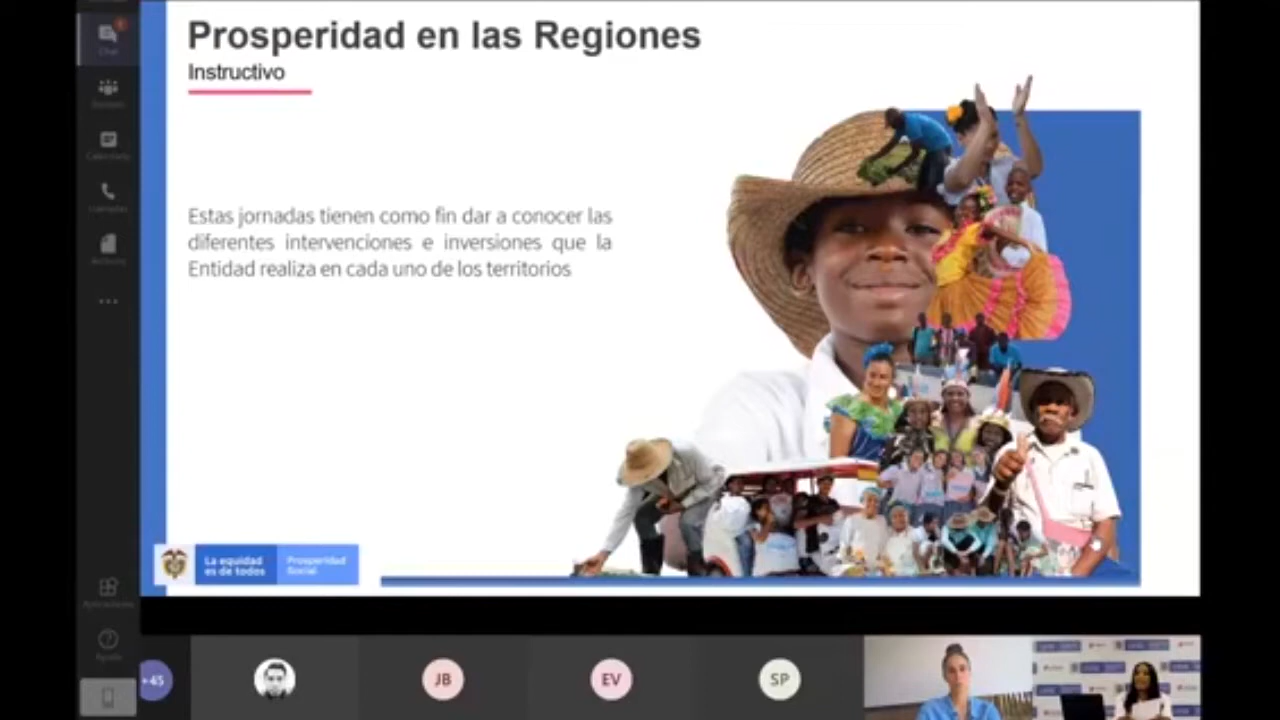 Prosperidad en las Regiones
Instructivo
Estas jornadas tienen como fin dar a conocer las
diferentes intervenciones e inversiones que la
Entidad realiza en cada uno de los territorios
La equidad
es de todos
Prosperidad
Social
Chat
+45
JB
EV
SP